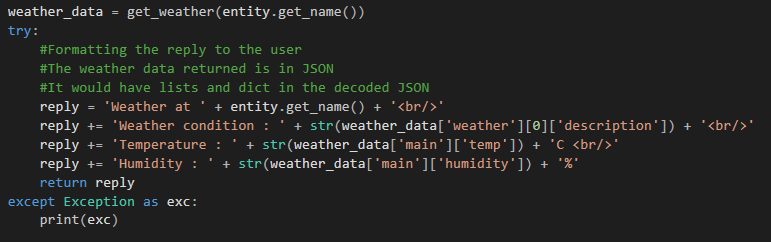 weather_data = get_weather(entity.get_name())
try:
    #Formatting the reply to the user
    #The weather data returned is in JSON
    #It would have lists and dict in the decoded JSON
    reply = 'Weather at ' + entity.get_name() + '<br/>'
    reply += 'Weather condition : ' + str(weather_data['weather'][0]['description']) + '<br/>'
    reply += 'Temperature : ' + str(weather_data['main']['temp']) + 'C <br/>'
    reply += 'Humidity : ' + str(weather_data['main']['humidity']) + '%'
    return reply
except Exception as exc:
    print(exc)